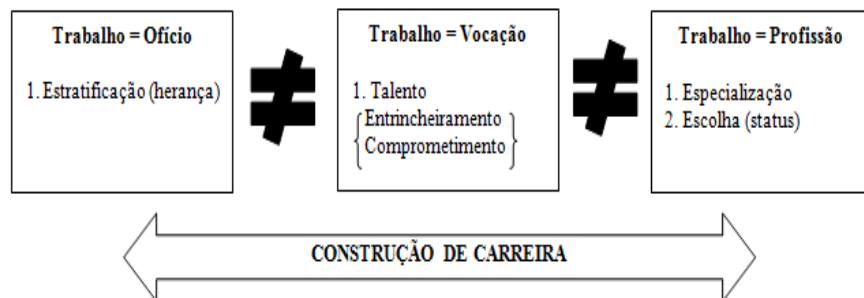 Trabalho = Ofício
1. Estratificação (herança)
Trabalho = Vocação
1. Talento
Entrincheiramento
Comprometimento
Trabalho = Profissão
1. Especialização
2. Escolha (status)
CONSTRUÇÃO DE CARREIRA